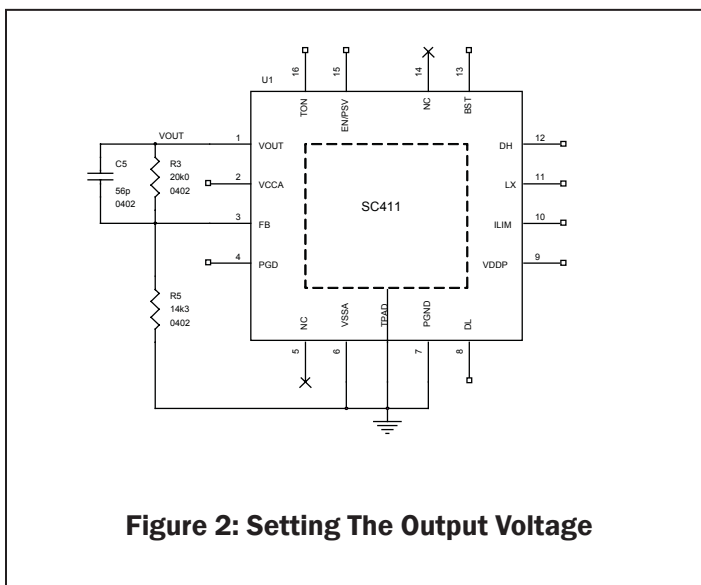 U1
16
15
14
13
TON
EN/PSV
NC
BST
VOUT
1
VOUT
DH
12
C5
R3
20k0
0402
56p
0402
2
VCCA
LX
11
SC411
3
FB
ILIM
10
4
PGD
VDDP
9
R5
14k3
0402
NC
VSSA
TPAD
PGND
DL
5
6
7
8
Figure 2: Setting The Output Voltage